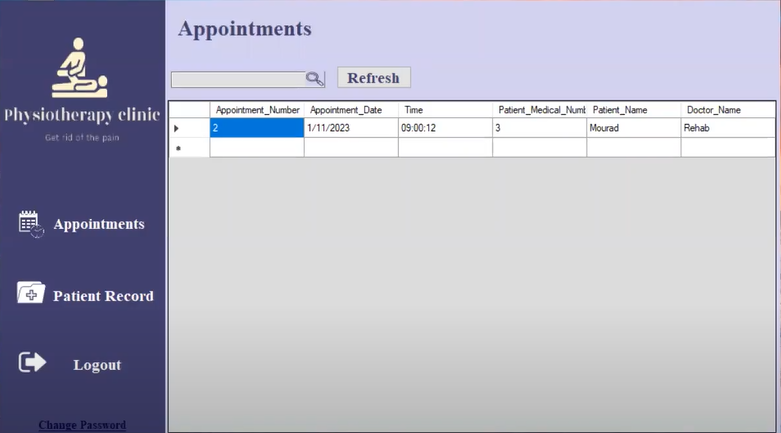 Appointments
Physiotherapy clinic
Get rid of the pain
Refresh
Appointment_Number Appointment_Date Time Patient_Medical_Numb Patient_Name Doctor_Name
2 1/11/2023 09:00:12 3 Mourad Rehab
Appointments
Patient Record
Logout
Change Password